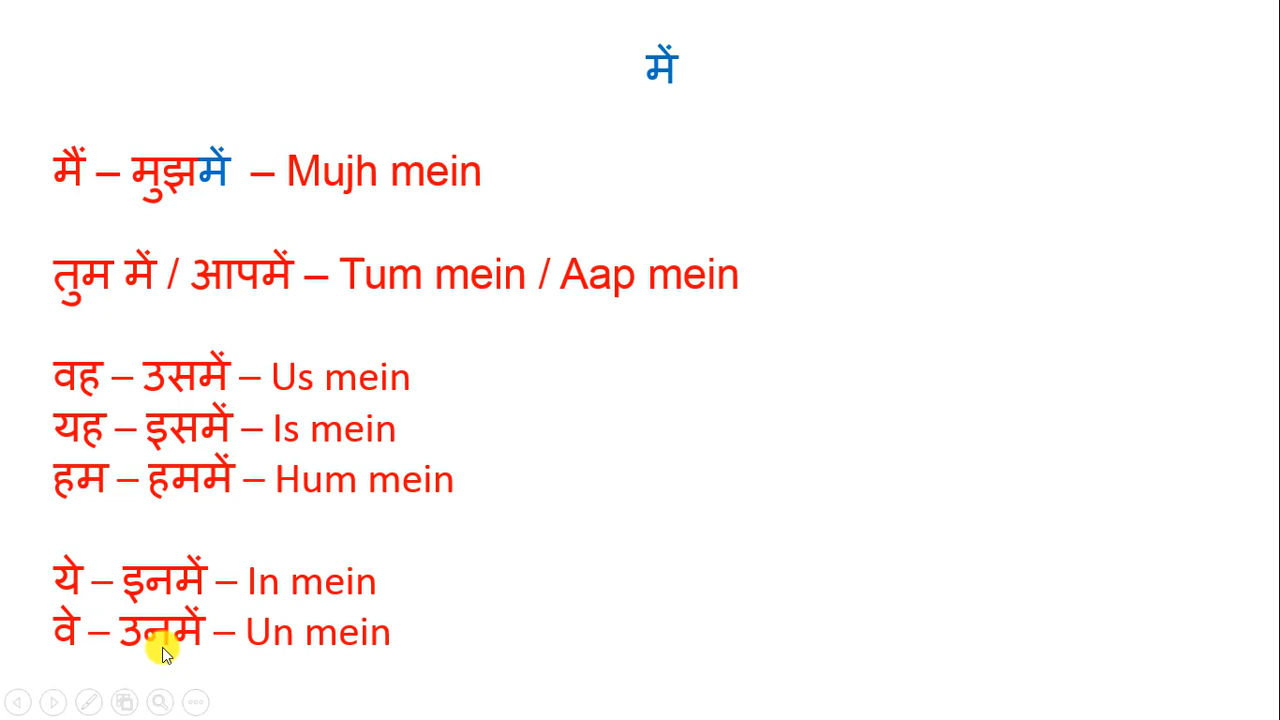 में
मैं – मुझमें – Mujh mein
तुम में / आपमें – Tum mein / Aap mein
वह – उसमें – Us mein
यह – इसमें – Is mein
हम – हममें – Hum mein
ये – इनमें – In mein
वे – उनमें – Un mein